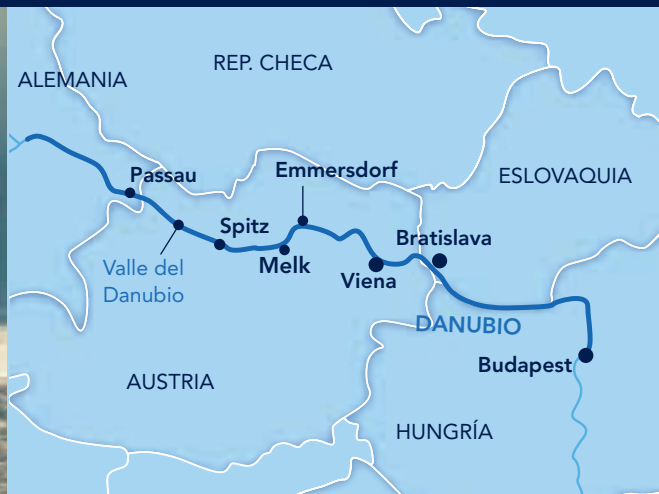 REP. CHECA
ALEMANIA
Emmersdorf
Passau
ESLOVAQUIA
Spitz
Bratislava
Valle del
Danubio
Melk
Viena
DANUBIO
Budapest
AUSTRIA
HUNGRÍA